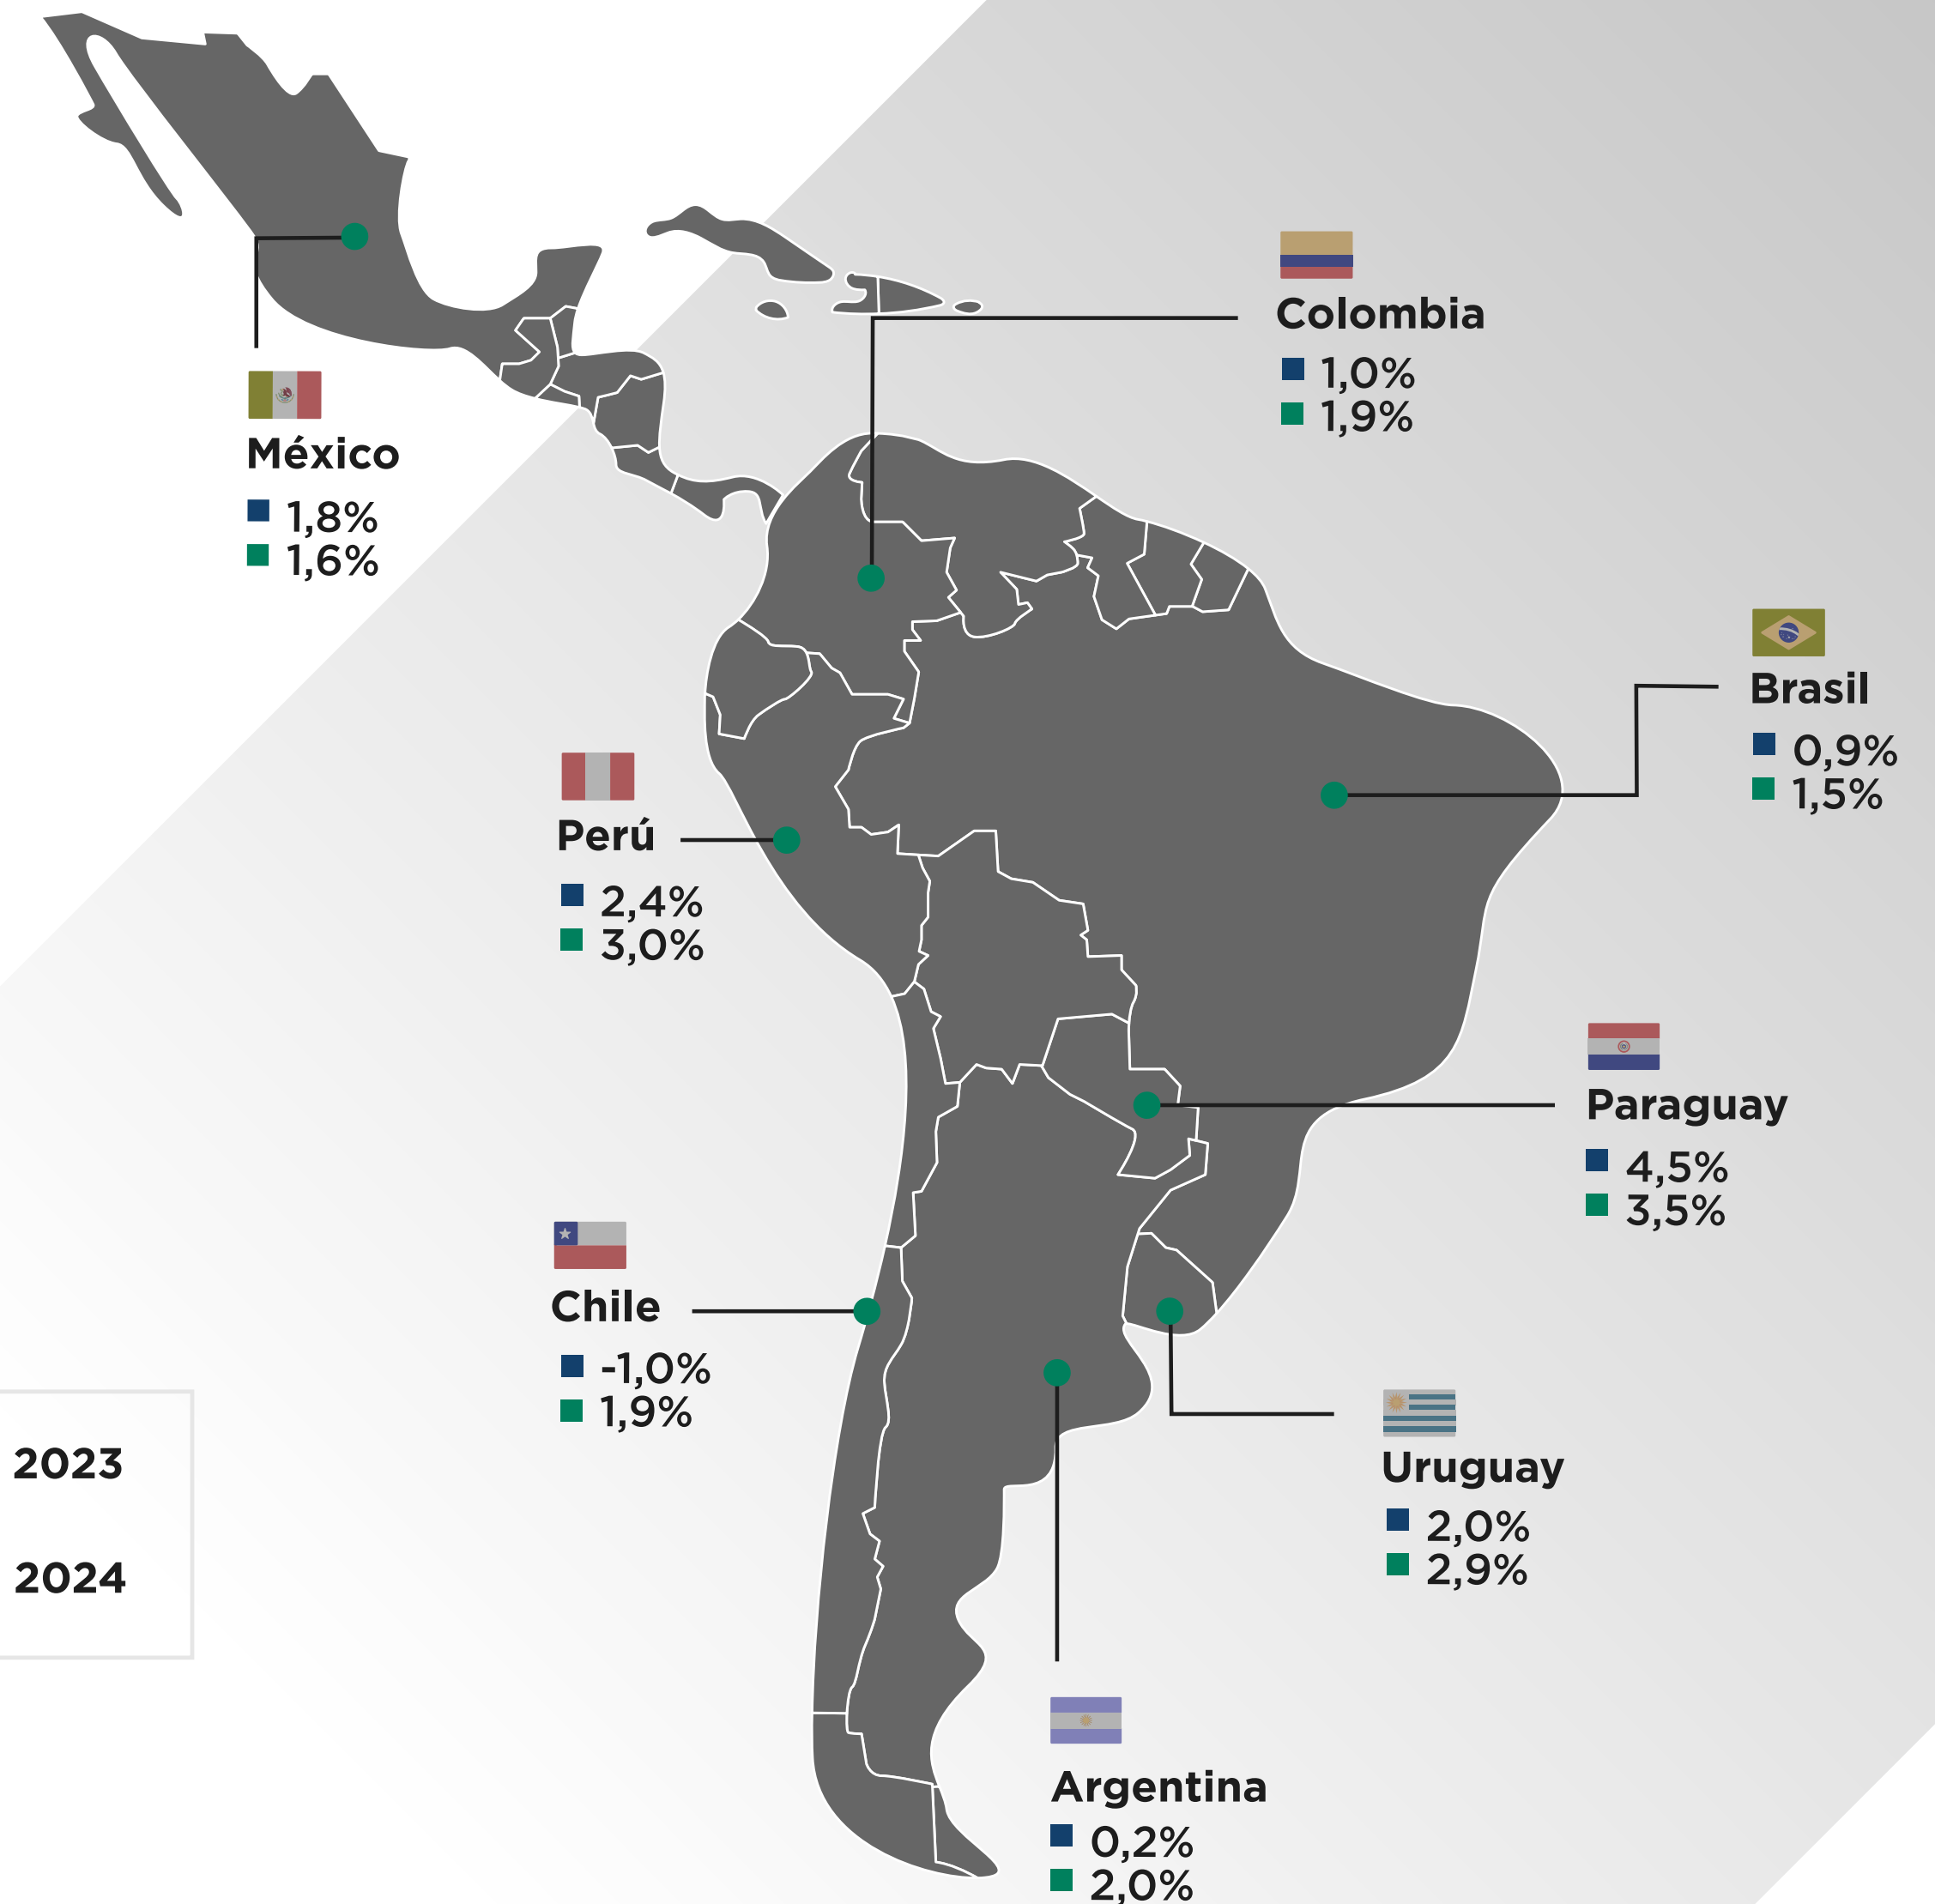 Colombia
1,0%
1,9%
México
1,8%
1,6%
Brasil
0,9%
1,5%
Perú
2,4%
3,0%
Paraguay
4,5%
3,5%
Chile
-1,0%
1,9%
2023
2024
Uruguay
2,0%
2,9%
Argentina
0,2%
2,0%